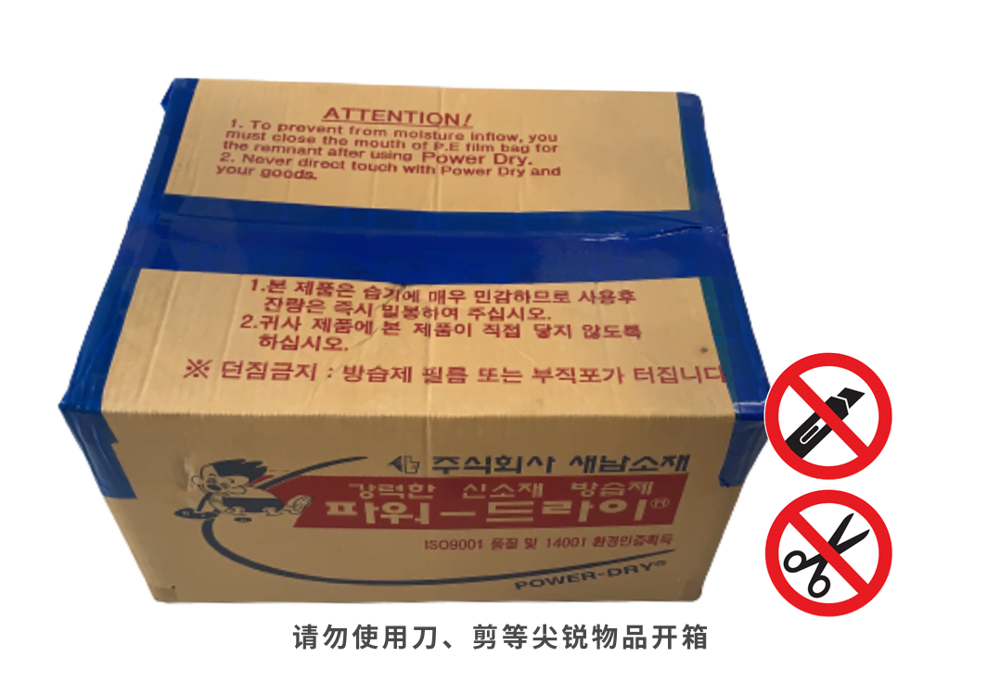 ATTENTION!
1. To prevent from moisture inflow, you
must close the mouth of P.E film bag for
the remnant after using Power Dry.
2. Never direct touch with Power Dry and
your goods.
1.본 제품은 습기에 매우 민감하므로 사용후
잔량은 즉시 밀봉하여 주십시오.
2.귀사 제품에 본 제품이 직접 닿지 않도록
하십시오.
※ 던짐금지 : 방습제 필름 또는 부직포가 터집니다
주식회사 새남소재
강력한 신소재 방습제
파워-드라이®
ISO9001 품질 및 14001 환경인증획득
POWER-DRY®
请勿使用刀、剪等尖锐物品开箱